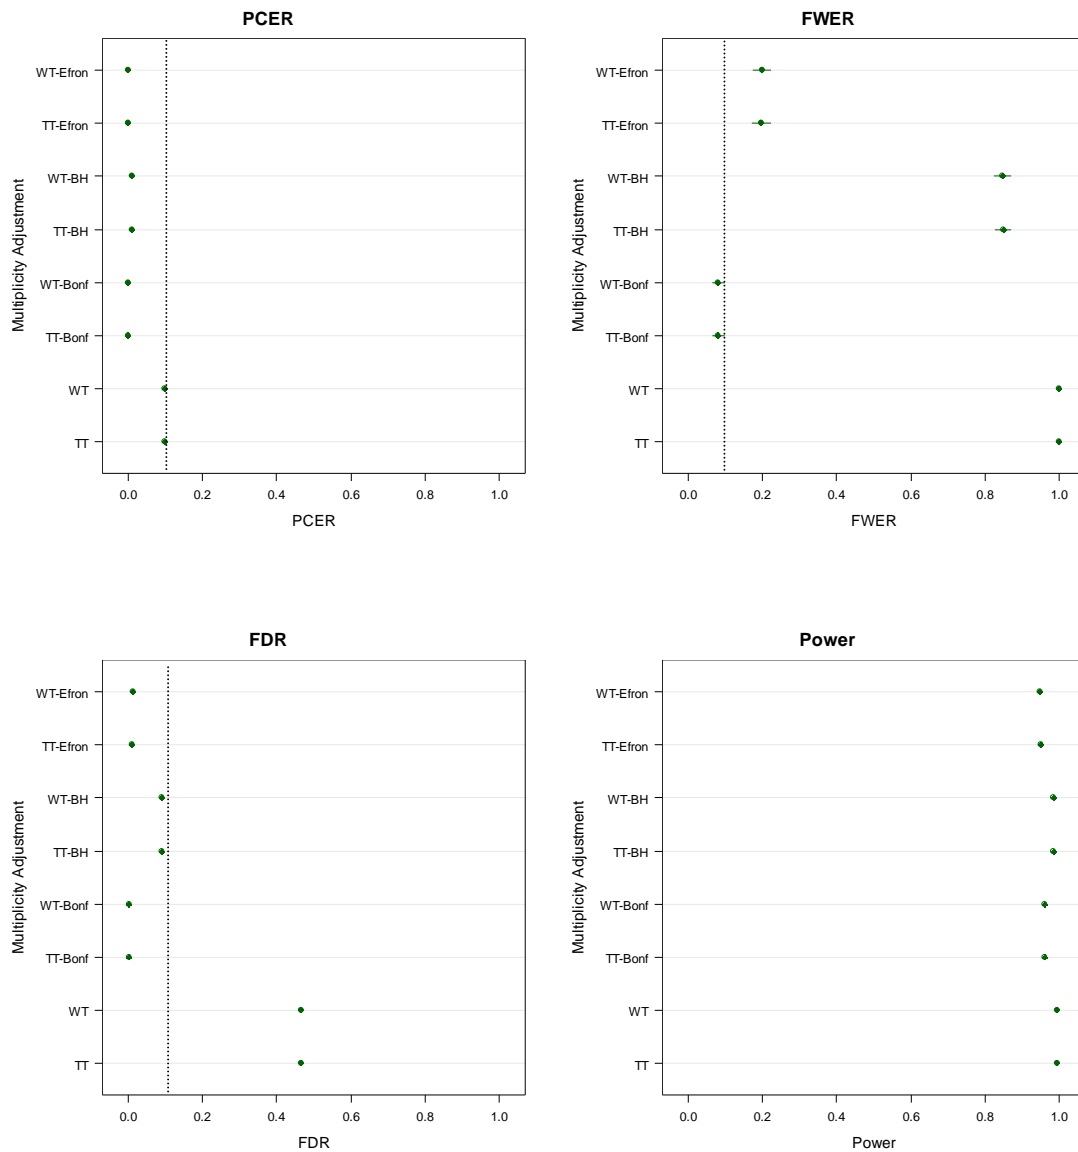 PCER
Multiplicity Adjustment
WT-Efron
TT-Efron
WT-BH
TT-BH
WT-Bonf
TT-Bonf
WT
TT
0.0 0.2 0.4 0.6 0.8 1.0
PCER
FWER
Multiplicity Adjustment
WT-Efron
TT-Efron
WT-BH
TT-BH
WT-Bonf
TT-Bonf
WT
TT
0.0 0.2 0.4 0.6 0.8 1.0
FWER
FDR
Multiplicity Adjustment
WT-Efron
TT-Efron
WT-BH
TT-BH
WT-Bonf
TT-Bonf
WT
TT
0.0 0.2 0.4 0.6 0.8 1.0
FDR
Power
Multiplicity Adjustment
WT-Efron
TT-Efron
WT-BH
TT-BH
WT-Bonf
TT-Bonf
WT
TT
0.0 0.2 0.4 0.6 0.8 1.0
Power